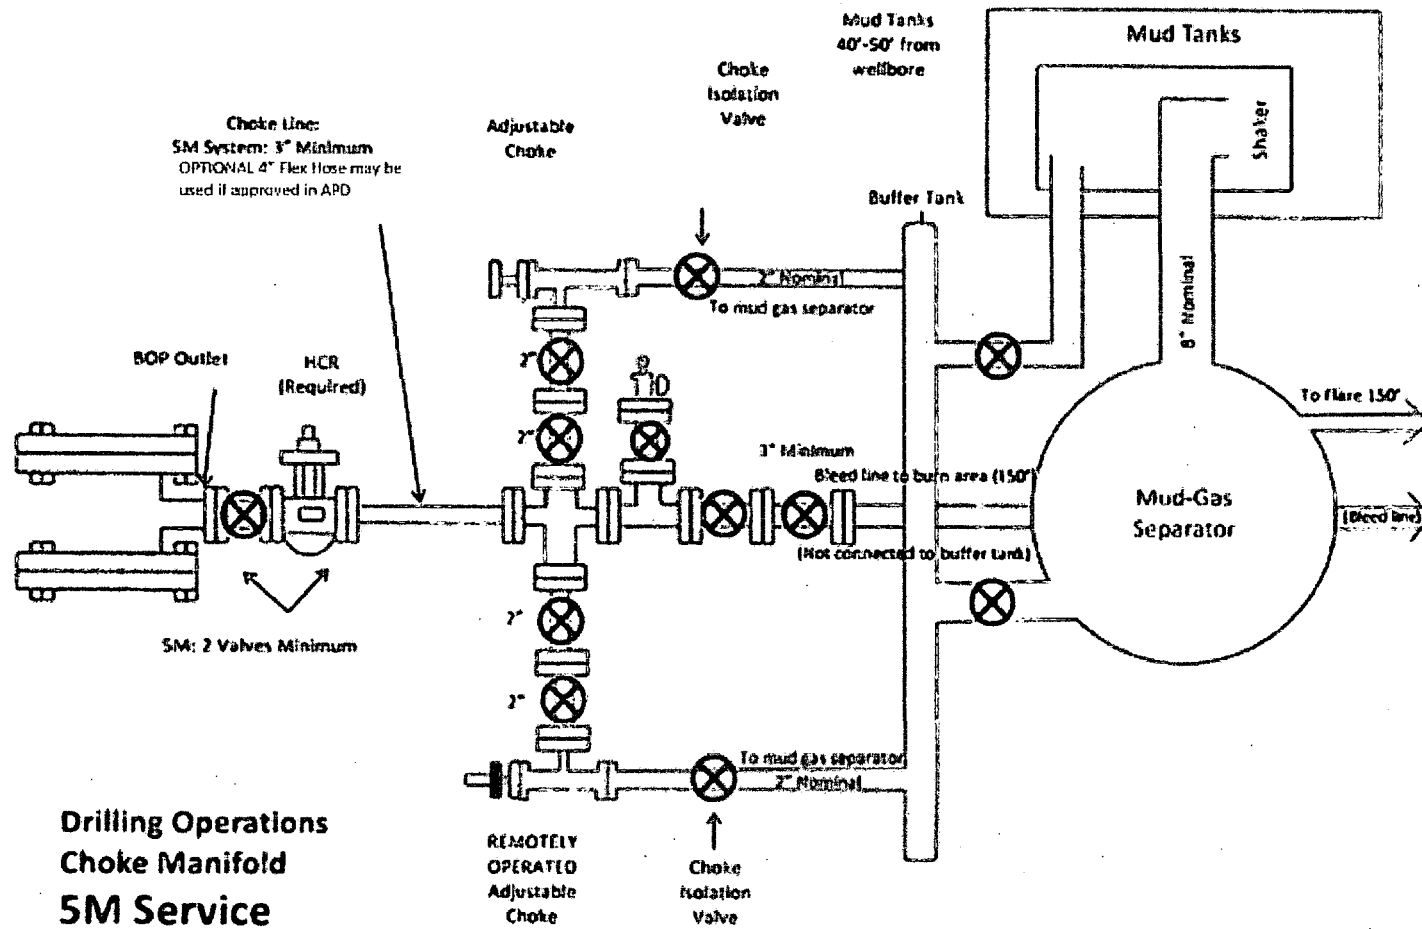 Mud Tanks
40'-50' from
wellbore
Mud Tanks
Shaker
Choke
Isolation
Valve
Choke Line:
5M System: 3" Minimum
OPTIONAL 4" Flex Hose may be
used if approved in APD
Adjustable
Choke
Buffer Tank
2" Nominal
To mud gas separator
8" Nominal
BOP Outlet
HCR
(Required)
2"
2"
To flare 150'
3" Minimum
Bleed line to burn area (150')
Mud-Gas
Separator
(Bleed line)
(Not connected to buffer tank)
5M: 2 Valves Minimum
2"
2"
To mud gas separator
2" Nominal
REMOTELY
OPERATED
Adjustable
Choke
Choke
Isolation
Valve
Drilling Operations
Choke Manifold
5M Service